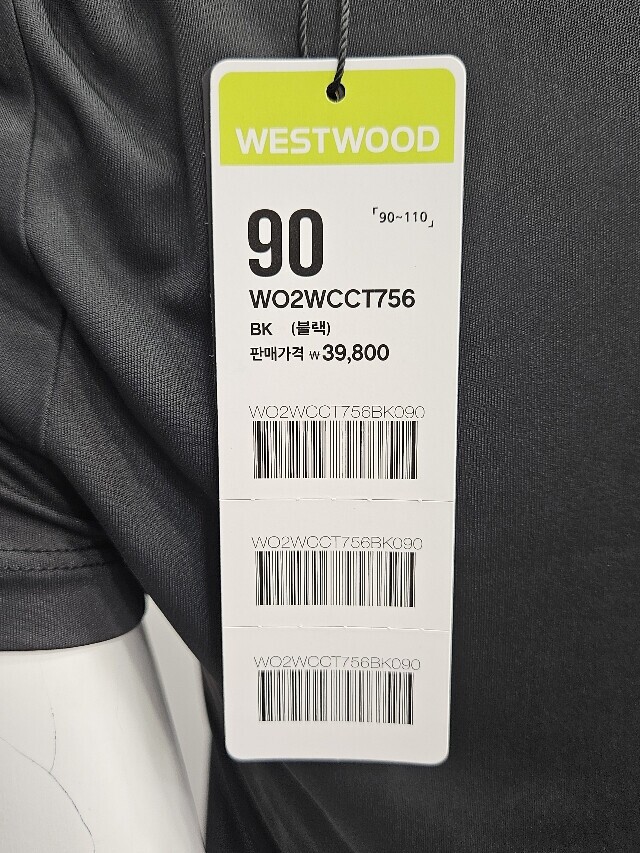 WESTWOOD
90 「90~110」
WO2WCCT756
BK (블랙)
판매가격 ₩39,800
WO2WCCT756BK090
WO2WCCT756BK090
WO2WCCT756BK090